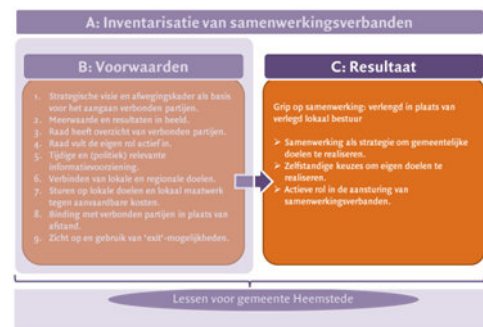 A: Inventarisatie van samenwerkingsverbanden
B: Voorwaarden
1. Strategische visie en afwegingskader als basis
voor het aangaan verbonden partijen.
2. Meerwaarde en resultaten in beeld.
3. Raad heeft overzicht van verbonden partijen.
4. Raad vult de eigen rol actief in.
5. Tijdige en (politiek) relevante
informatievoorziening.
6. Verbinden van lokale en regionale doelen.
7. Sturen op lokale doelen en lokaal maatwerk
tegen aanvaardbare kosten.
8. Binding met verbonden partijen in plaats van
afstand.
9. Zicht op en gebruik van 'exit'-mogelijkheden.
C: Resultaat
Grip op samenwerking: verlengd in plaats van
verlegd lokaal bestuur
➢ Samenwerking als strategie om gemeentelijke
doelen te realiseren.
➢ Zelfstandige keuzes om eigen doelen te
realiseren.
➢ Actieve rol in de aansturing van
samenwerkingsverbanden.
Lessen voor gemeente Heemstede